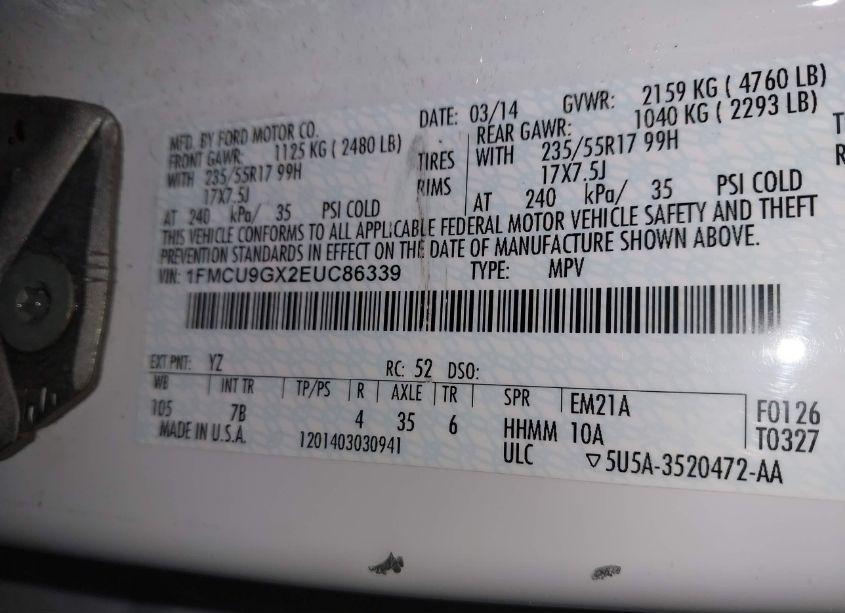 MFD. BY FORD MOTOR CO.
DATE: 03/14 GVWR: 2159 KG ( 4760 LB)
FRONT GAWR: 1125 KG ( 2480 LB) REAR GAWR: 1040 KG ( 2293 LB)
WITH 235/55R17 99H TIRES WITH 235/55R17 99H
17X7.5J RIMS 17X7.5J
AT 240 kPa/ 35 PSI COLD AT 240 kPa/ 35 PSI COLD
THIS VEHICLE CONFORMS TO ALL APPLICABLE FEDERAL MOTOR VEHICLE SAFETY AND THEFT
PREVENTION STANDARDS IN EFFECT ON THE DATE OF MANUFACTURE SHOWN ABOVE.
VIN: 1FMCU9GX2EUC86339 TYPE: MPV
EXT PNT: YZ RC: 52 DSO:
WB INT TR TP/PS R AXLE TR SPR EM21A F0126
105 7B 4 35 6 HHMM 10A T0327
MADE IN U.S.A. 1201403030941 ULC ▽5U5A-3520472-AA